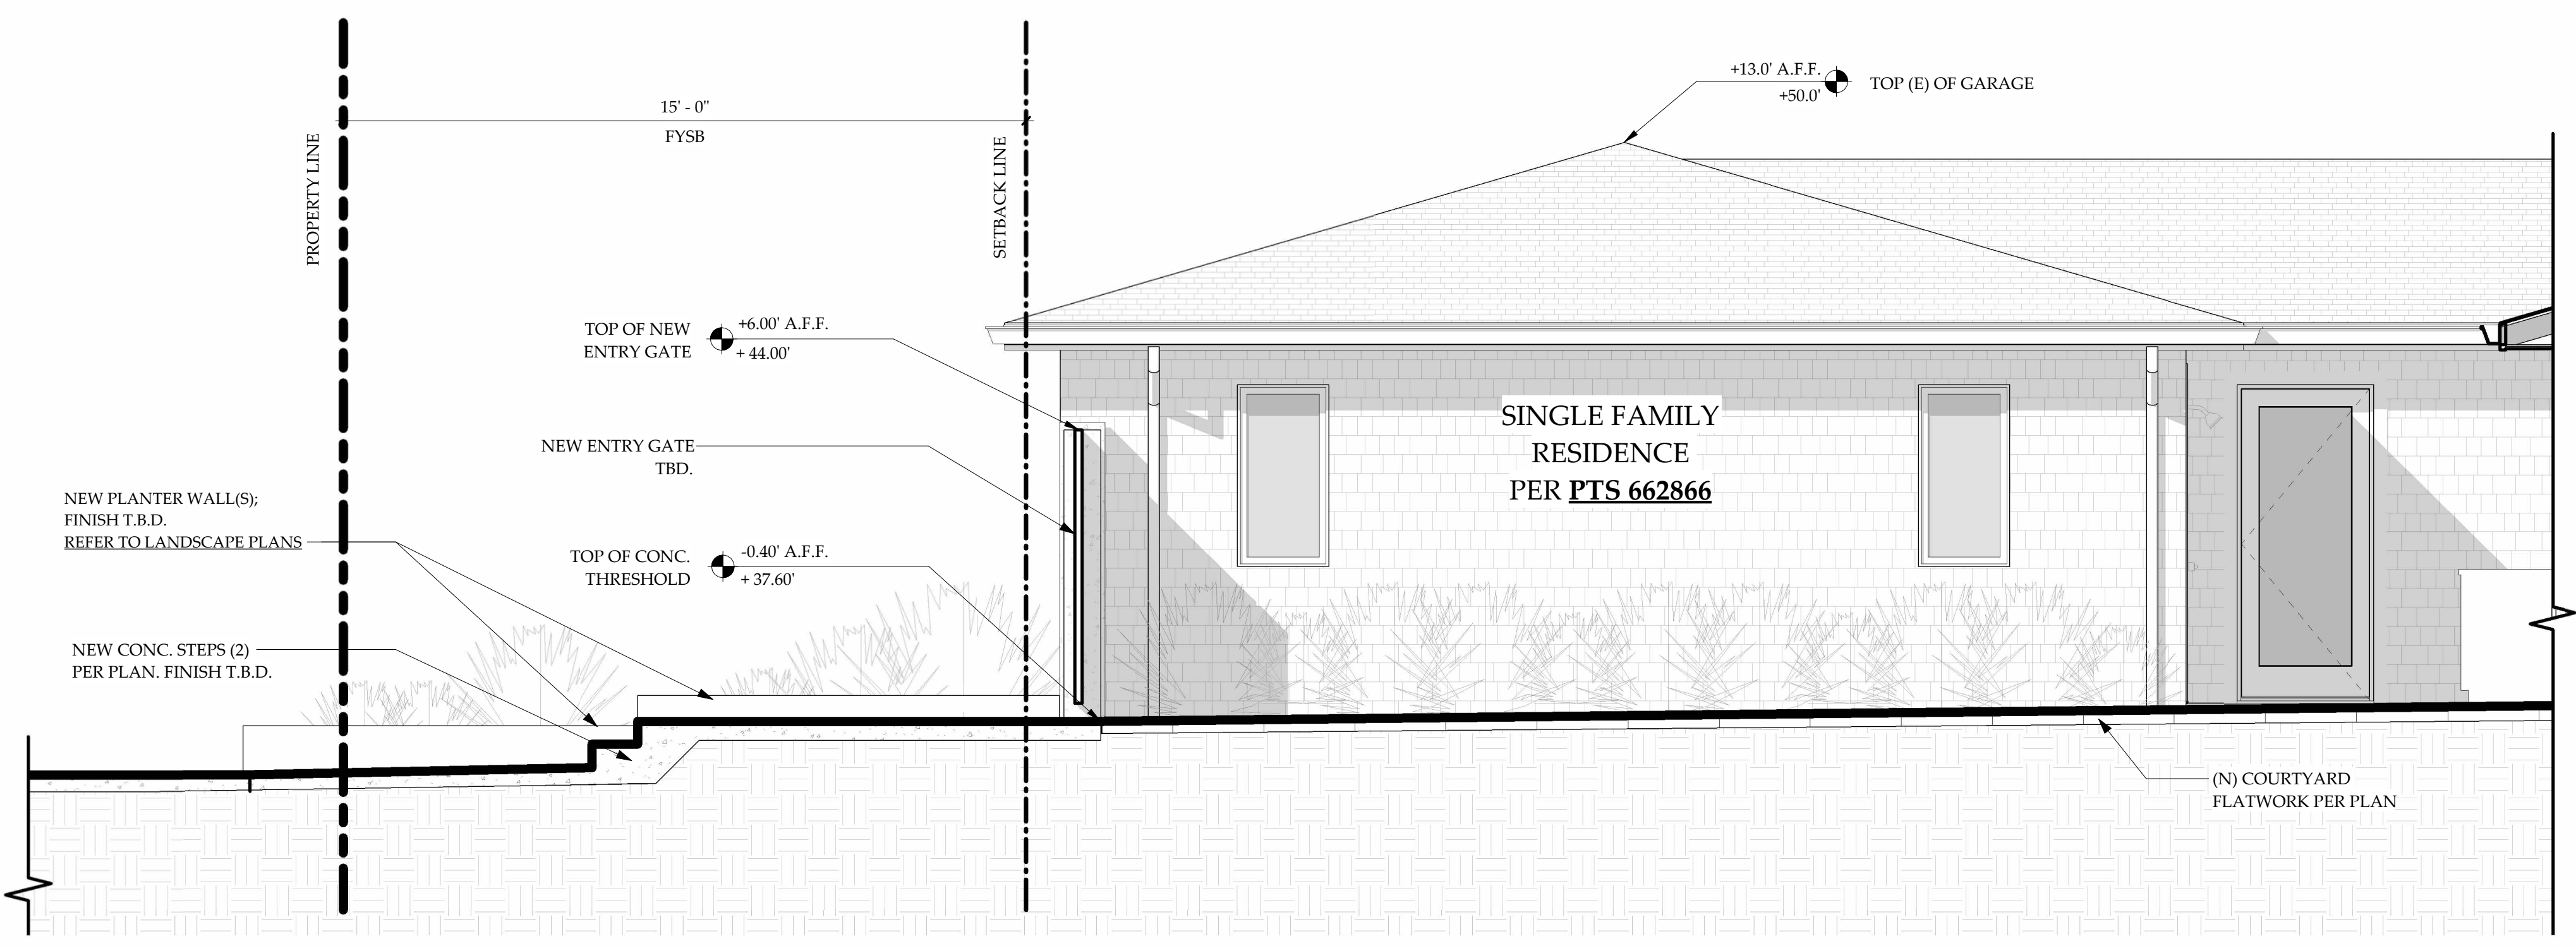 +13.0' A.F.F.
+50.0'
TOP (E) OF GARAGE
15' - 0"
FYSB
PROPERTY LINE
SETBACK LINE
TOP OF NEW
ENTRY GATE
+6.00' A.F.F.
+ 44.00'
NEW ENTRY GATE
TBD.
SINGLE FAMILY
RESIDENCE
PER PTS 662866
NEW PLANTER WALL(S);
FINISH T.B.D.
REFER TO LANDSCAPE PLANS
TOP OF CONC.
THRESHOLD
-0.40' A.F.F.
+ 37.60'
NEW CONC. STEPS (2)
PER PLAN. FINISH T.B.D.
(N) COURTYARD
FLATWORK PER PLAN